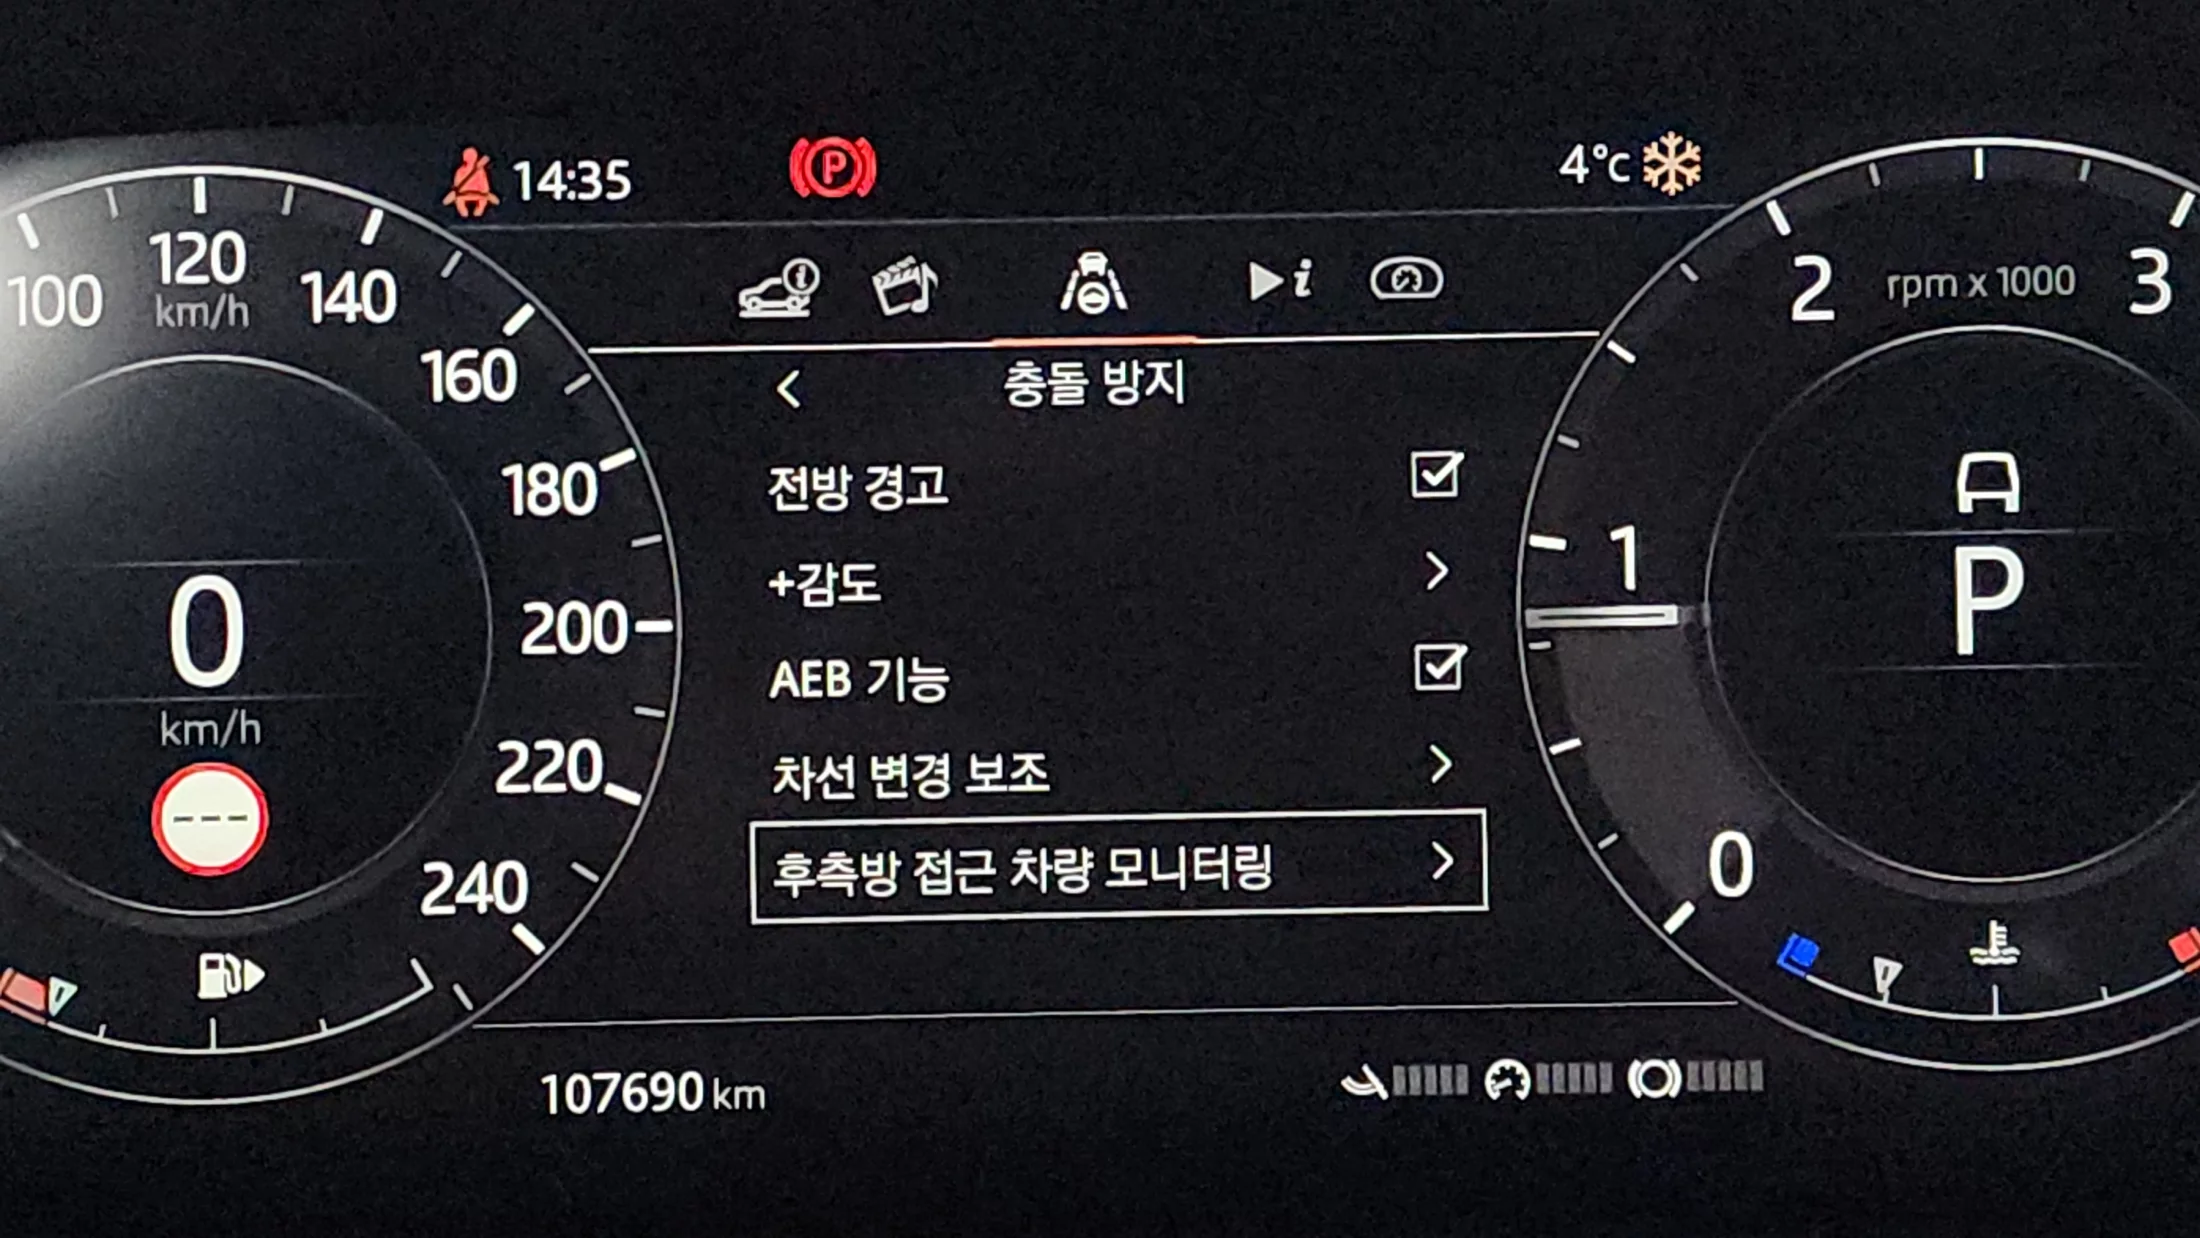 14:35
P
4°C
i
i
100
120
km/h
140
160
180
200
220
240
0
km/h
---
충돌 방지
전방 경고
+감도
AEB 기능
차선 변경 보조
후측방 접근 차량 모니터링
2
rpm x 1000
3
1
0
P
107690 km